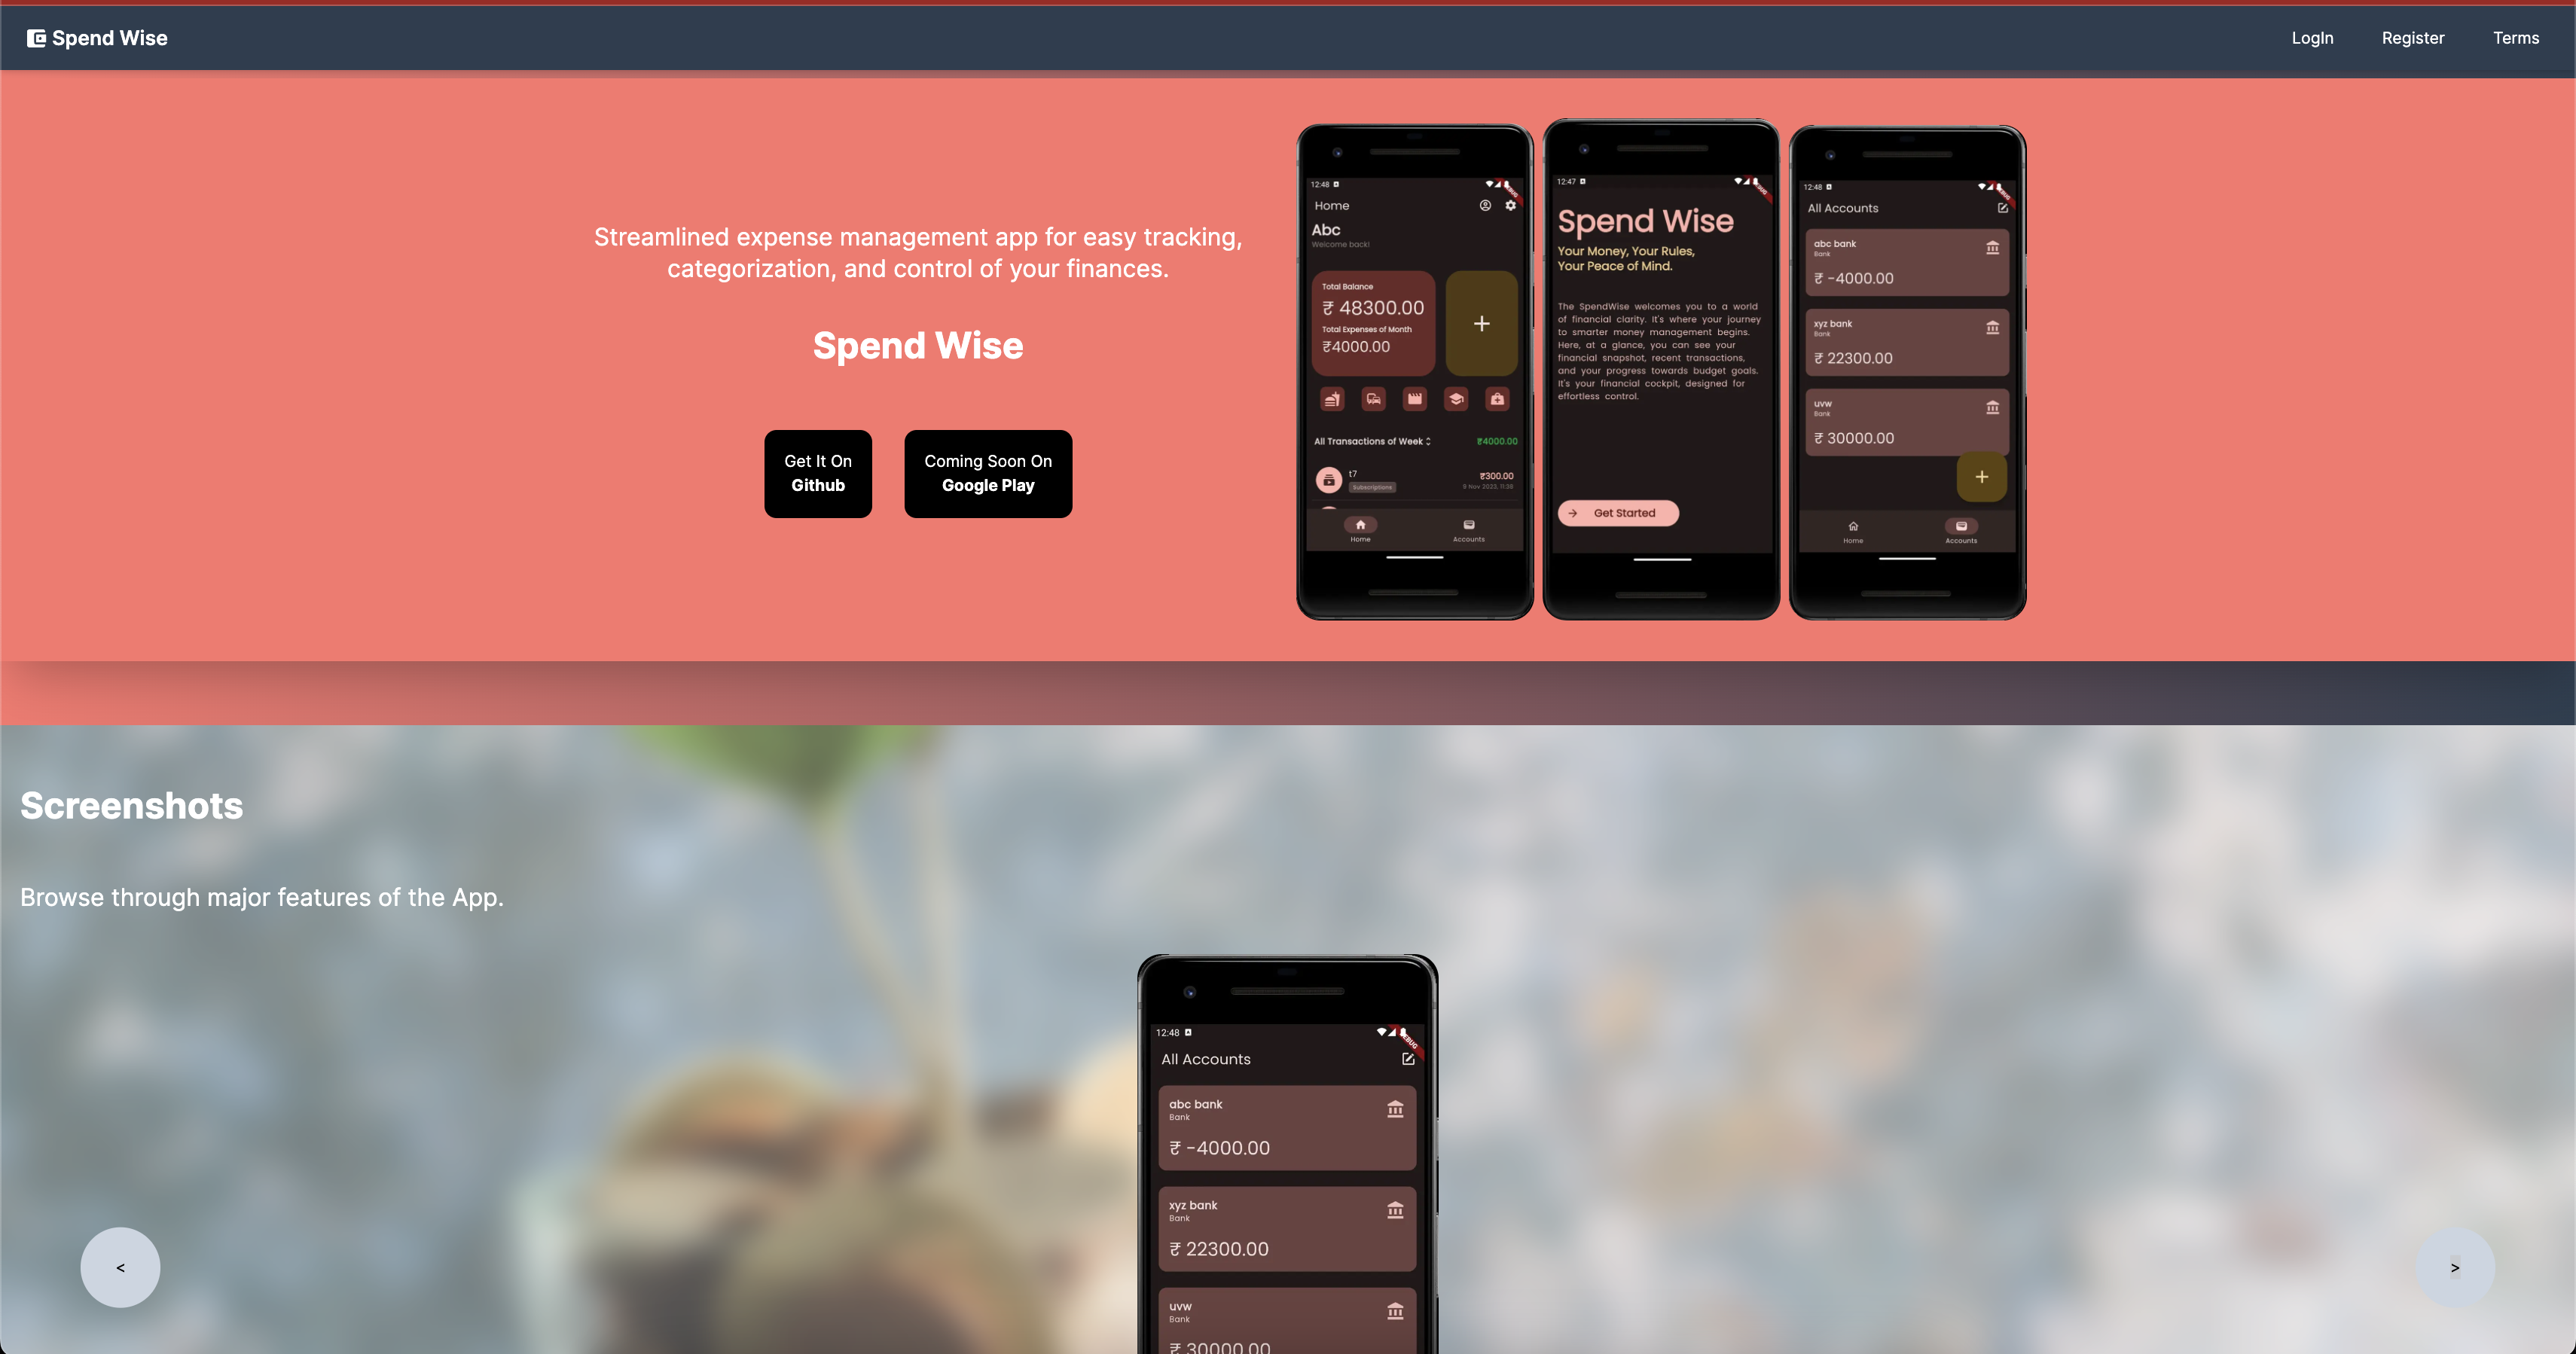 Spend Wise
LogIn
Register
Terms
Streamlined expense management app for easy tracking,
categorization, and control of your finances.
Spend Wise
Get It On
Github
Coming Soon On
Google Play
12:48
Home
Abc
Welcome back!
Total Balance
₹ 48300.00
Total Expenses of Month
₹4000.00
+
All Transactions of Week
₹4000.00
t7
Subscriptions
₹300.00
9 Nov 2023, 11:38
Home
Accounts
12:47
Spend Wise
Your Money, Your Rules,
Your Peace of Mind.
The SpendWise welcomes you to a world
of financial clarity. It's where your journey
to smarter money management begins.
Here, at a glance, you can see your
financial snapshot, recent transactions,
and your progress towards budget goals.
It's your financial cockpit, designed for
effortless control.
→ Get Started
12:48
All Accounts
abc bank
Bank
₹ -4000.00
xyz bank
Bank
₹ 22300.00
uvw
Bank
₹ 30000.00
+
Home
Accounts
Screenshots
Browse through major features of the App.
12:48
All Accounts
abc bank
Bank
₹ -4000.00
xyz bank
Bank
₹ 22300.00
uvw
Bank
₹ 30000.00
<
>